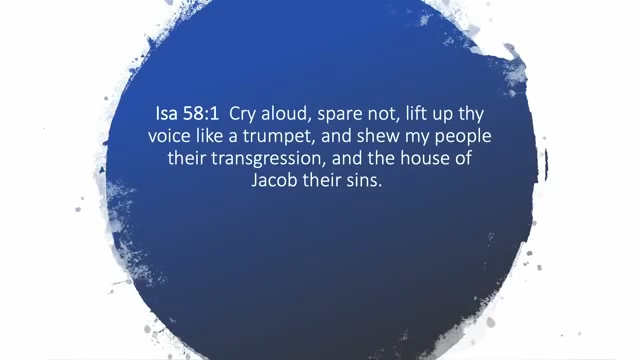 Isa 58:1  Cry aloud, spare not, lift up thy
voice like a trumpet, and shew my people
their transgression, and the house of
Jacob their sins.